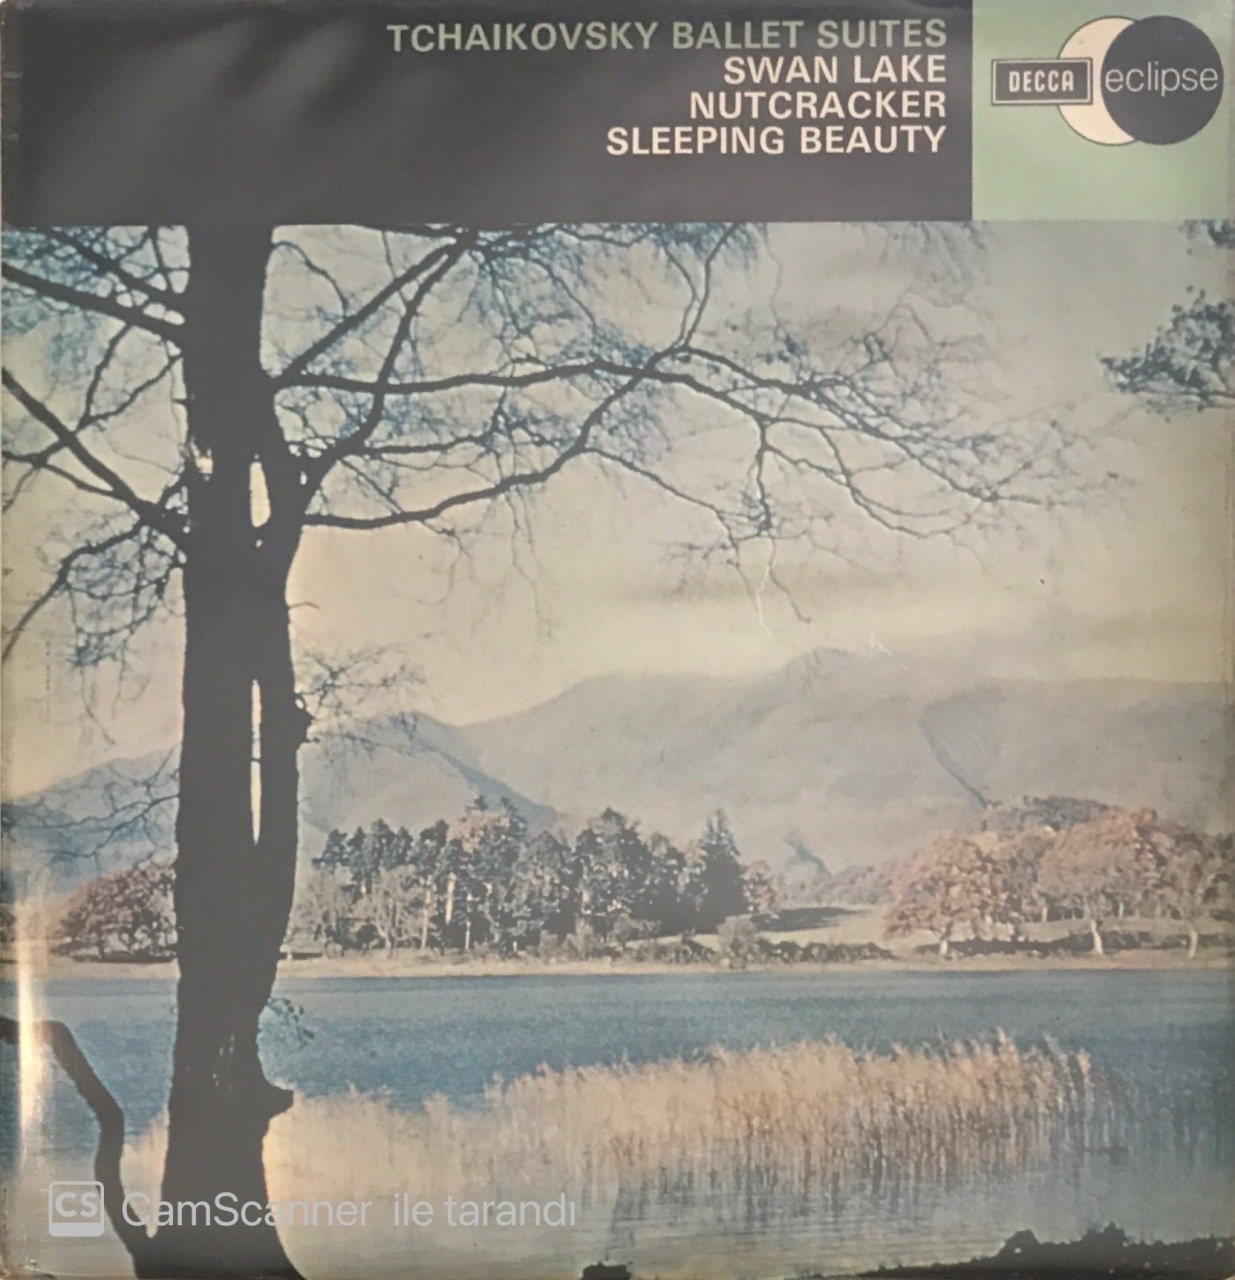 TCHAIKOVSKY BALLET SUITES
SWAN LAKE
NUTCRACKER
SLEEPING BEAUTY
DECCA eclipse
CS CamScanner ile tarandı